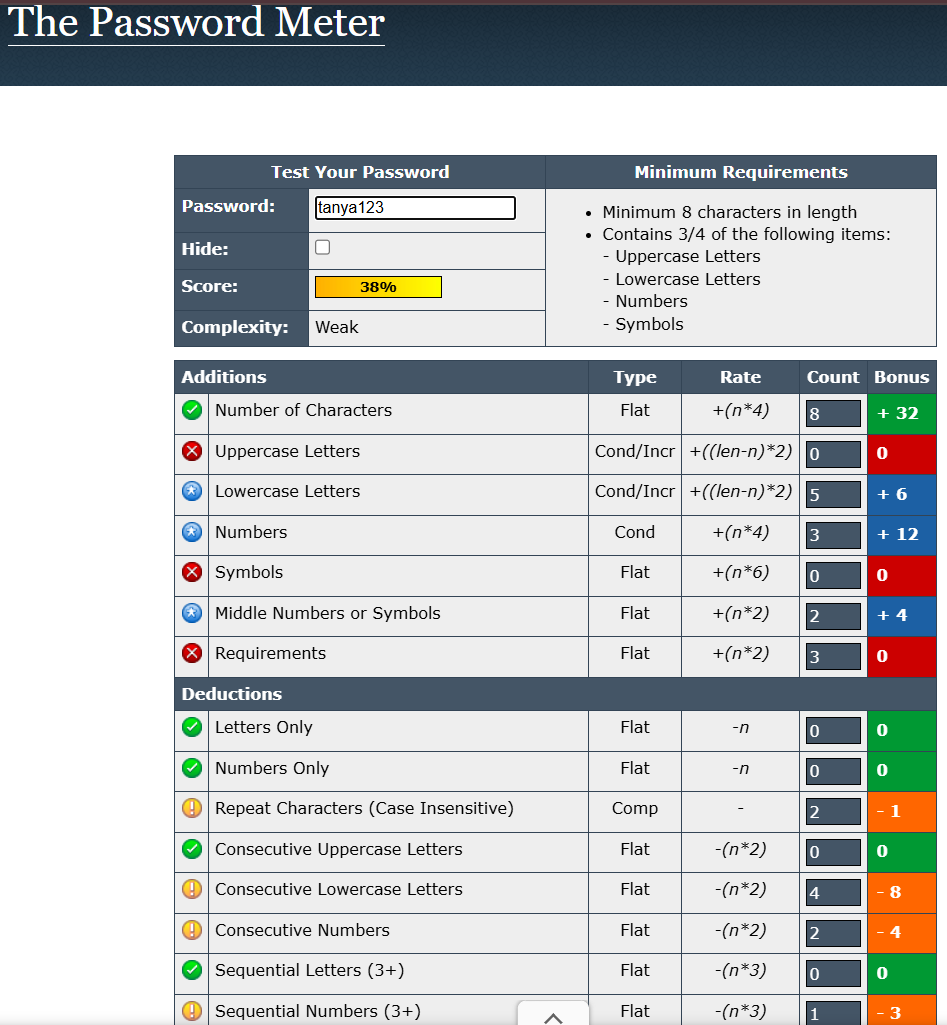 The Password Meter
Test Your Password
Minimum Requirements
Password: tanya123
Hide:
Score: 38%
Complexity: Weak
• Minimum 8 characters in length
• Contains 3/4 of the following items:
- Uppercase Letters
- Lowercase Letters
- Numbers
- Symbols
Additions Type Rate Count Bonus
Number of Characters Flat +(n*4) 8 + 32
Uppercase Letters Cond/Incr +((len-n)*2) 0 0
Lowercase Letters Cond/Incr +((len-n)*2) 5 + 6
Numbers Cond +(n*4) 3 + 12
Symbols Flat +(n*6) 0 0
Middle Numbers or Symbols Flat +(n*2) 2 + 4
Requirements Flat +(n*2) 3 0
Deductions
Letters Only Flat -n 0 0
Numbers Only Flat -n 0 0
Repeat Characters (Case Insensitive) Comp - 2 - 1
Consecutive Uppercase Letters Flat -(n*2) 0 0
Consecutive Lowercase Letters Flat -(n*2) 4 - 8
Consecutive Numbers Flat -(n*2) 2 - 4
Sequential Letters (3+) Flat -(n*3) 0 0
Sequential Numbers (3+) Flat -(n*3) 1 - 3